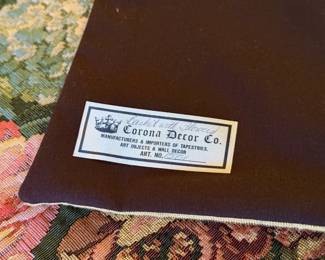 Corona Decor Co.
MANUFACTURERS & IMPORTERS OF TAPESTRIES,
ART OBJECTS & WALL DECOR
ART. NO.